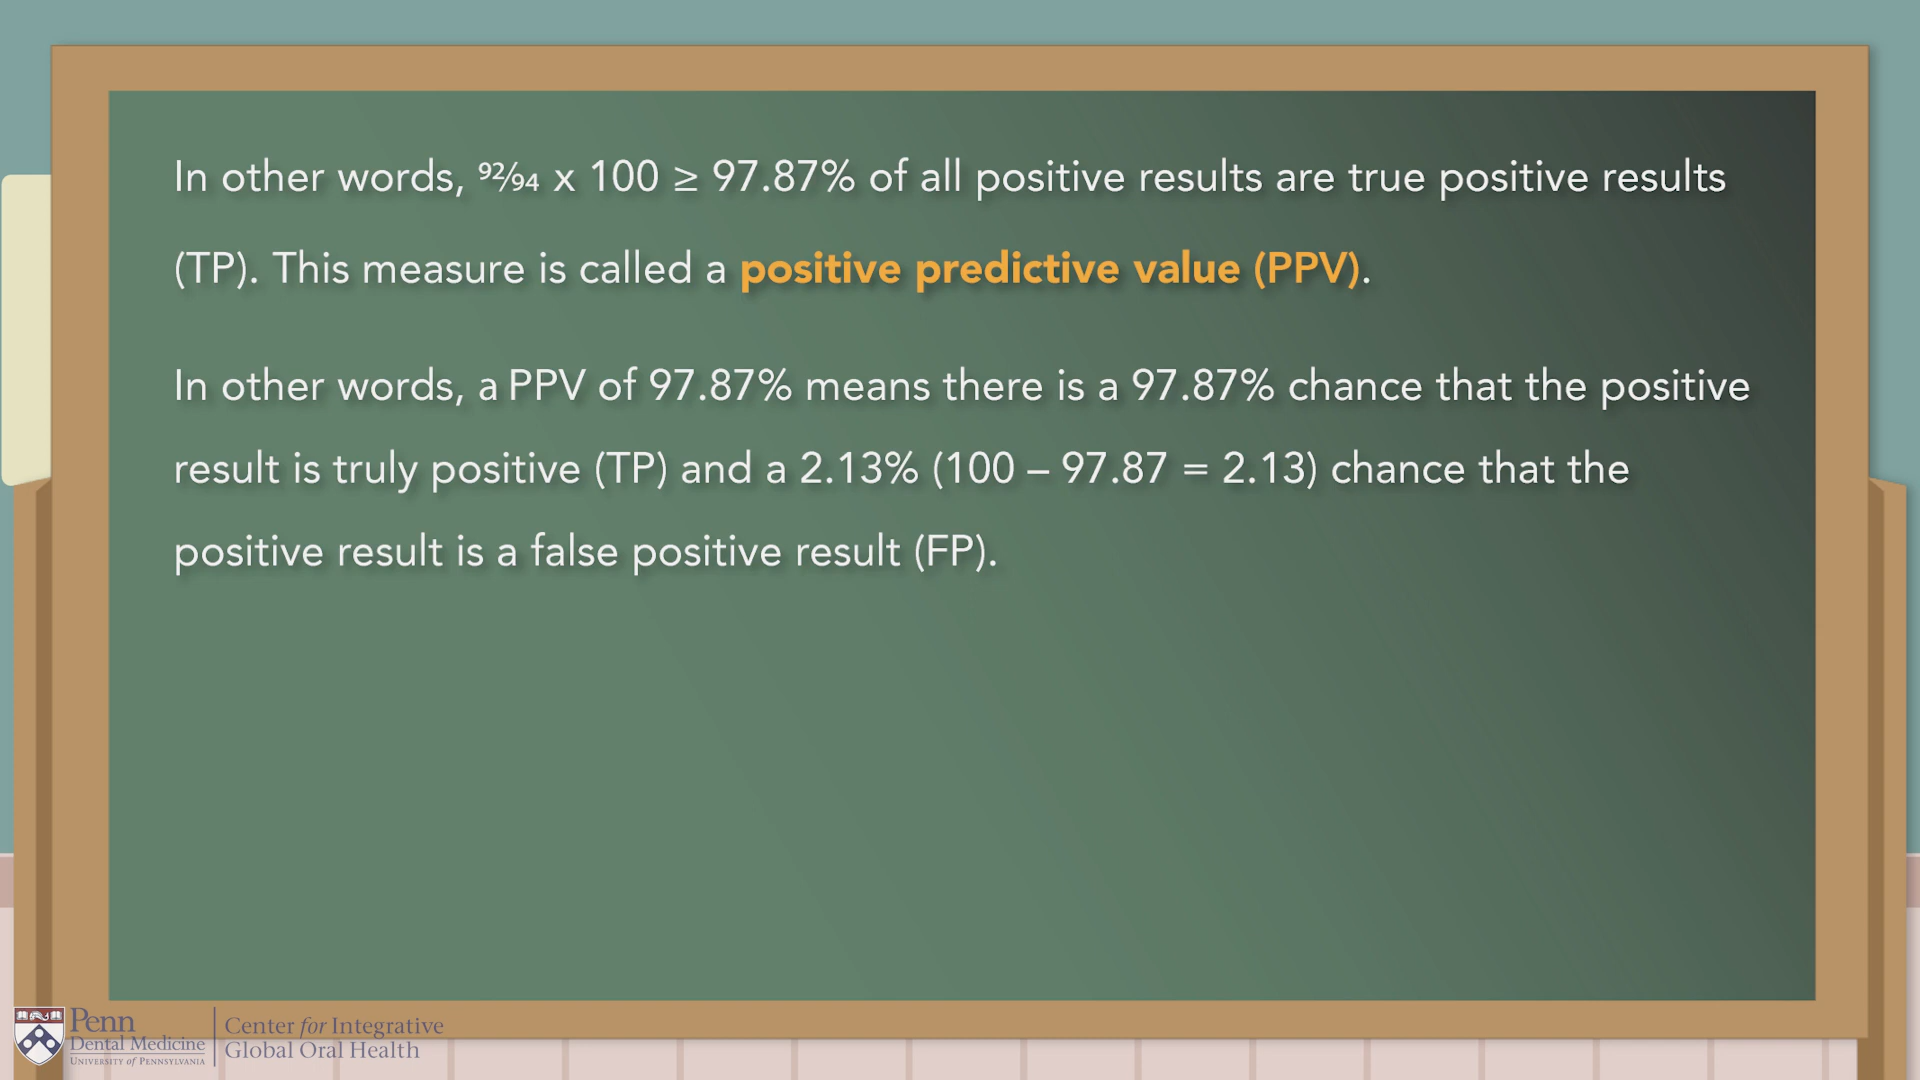 In other words, ⁹²⁄₉₄ x 100 ≥ 97.87% of all positive results are true positive results
(TP). This measure is called a positive predictive value (PPV).
In other words, a PPV of 97.87% means there is a 97.87% chance that the positive
result is truly positive (TP) and a 2.13% (100 – 97.87 = 2.13) chance that the
positive result is a false positive result (FP).
Penn
Dental Medicine
UNIVERSITY of PENNSYLVANIA
Center for Integrative
Global Oral Health